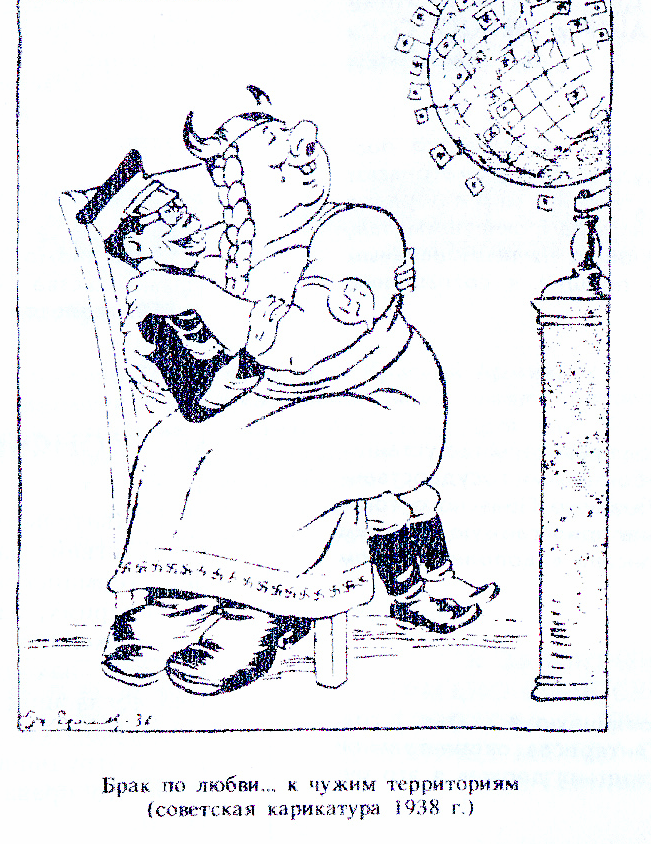 Брак по любви... к чужим территориям
(советская карикатура 1938 г.)